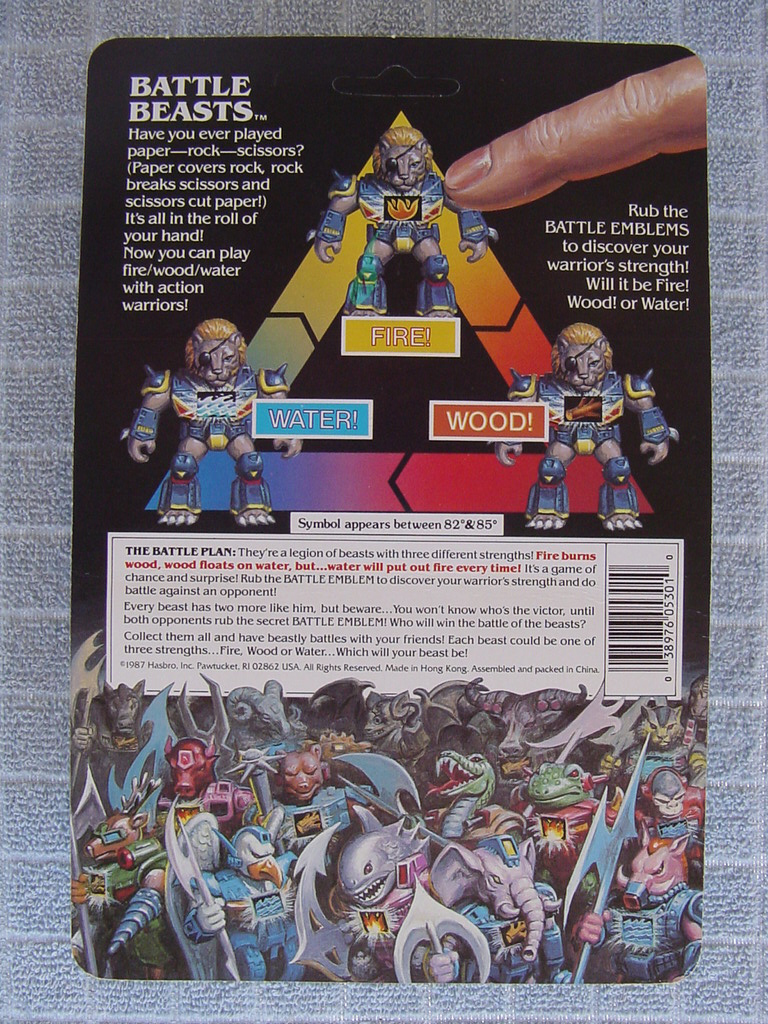 BATTLE
BEASTS™
Have you ever played
paper—rock—scissors?
(Paper covers rock, rock
breaks scissors and
scissors cut paper!)
It's all in the roll of
your hand!
Now you can play
fire/wood/water
with action
warriors!
Rub the
BATTLE EMBLEMS
to discover your
warrior's strength!
Will it be Fire!
Wood! or Water!
FIRE!
WATER!
WOOD!
Symbol appears between 82°&85°
THE BATTLE PLAN: They're a legion of beasts with three different strengths! Fire burns
wood, wood floats on water, but...water will put out fire every time! It's a game of
chance and surprise! Rub the BATTLE EMBLEM to discover your warrior's strength and do
battle against an opponent!
Every beast has two more like him, but beware...You won't know who's the victor, until
both opponents rub the secret BATTLE EMBLEM! Who will win the battle of the beasts?
Collect them all and have beastly battles with your friends! Each beast could be one of
three strengths...Fire, Wood or Water...Which will your beast be!
©1987 Hasbro, Inc. Pawtucket, RI 02862 USA. All Rights Reserved. Made in Hong Kong. Assembled and packed in China.
0 38976 05301 0